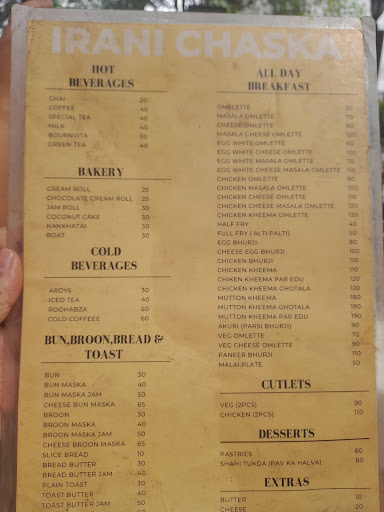 IRANI CHASKA
HOT
BEVERAGES
CHAI 20
COFFEE 40
SPECIAL TEA 40
MILK 40
BOURNVITA 50
GREEN TEA 40
BAKERY
CREAM ROLL 25
CHOCOLATE CREAM ROLL 25
JAM ROLL 30
COCONUT CAKE 30
NANKHATAI 30
ROAT 30
COLD
BEVERAGES
ARDYS 30
ICED TEA 40
ROOHABZA 50
COLD COFFEEE 60
BUN,BROON,BREAD &
TOAST
BUN 30
BUN MASKA 40
BUN MASKA JAM 50
CHEESE BUN MASKA 65
BROON 30
BROON MASKA 40
BROON MASKA JAM 50
CHEESE BROON MASKA 65
SLICE BREAD 10
BREAD BUTTER 30
BREAD BUTTER JAM 40
PLAIN TOAST 30
TOAST BUTTER 40
TOAST BUTTER JAM 50
ALL DAY
BREAKFAST
OMBLETTE 50
MASALA OMLETTE 70
CHEESE OMLETTE 90
MASALA CHEESE OMLETTE 100
EGG WHITE OMLETTE
EGG WHITE CHEESE OMLETTE 100
EGG WHITE MASALA OMLETTE 70
EGG WHITE CHEESE MASALA OMLETTE 110
CHICKEN OMLETTE 80
CHICKEN MASALA OMLETTE 100
CHICKEN CHEESE OMLETTE 110
CHICKEN CHEESE MASALA OMLETTE 120
CHICKEN KHEEMA OMLETTE 120
HALF FRY 40
FULL FRY ( ALTI PALTI) 50
EGG BHURJI 80
CHEESE EGG BHURJI 100
CHICKEN BHURJI 110
CHICKEN KHEEMA 110
CHICKEN KHEEMA PAR EDU 120
CHIKEN KHEEMA GHOTALA 120
MUTTON KHEEMA 180
MUTTON KHEEMA GHOTALA 190
MUTTON KHEEMA PAR EDU 190
AKURI (PARSI BHURJI) 90
VEG OMLETTE 70
VEG CHEESE OMLETTE 90
PANEER BHURJI 110
MALAI PLATE 50
CUTLETS
VEG (2PCS) 90
CHICKEN (2PCS) 110
DESSERTS
PASTRIES 60
SHAHI TUKDA (PAV KA HALVA) 80
EXTRAS
BUTTER 10
CHEESE 20